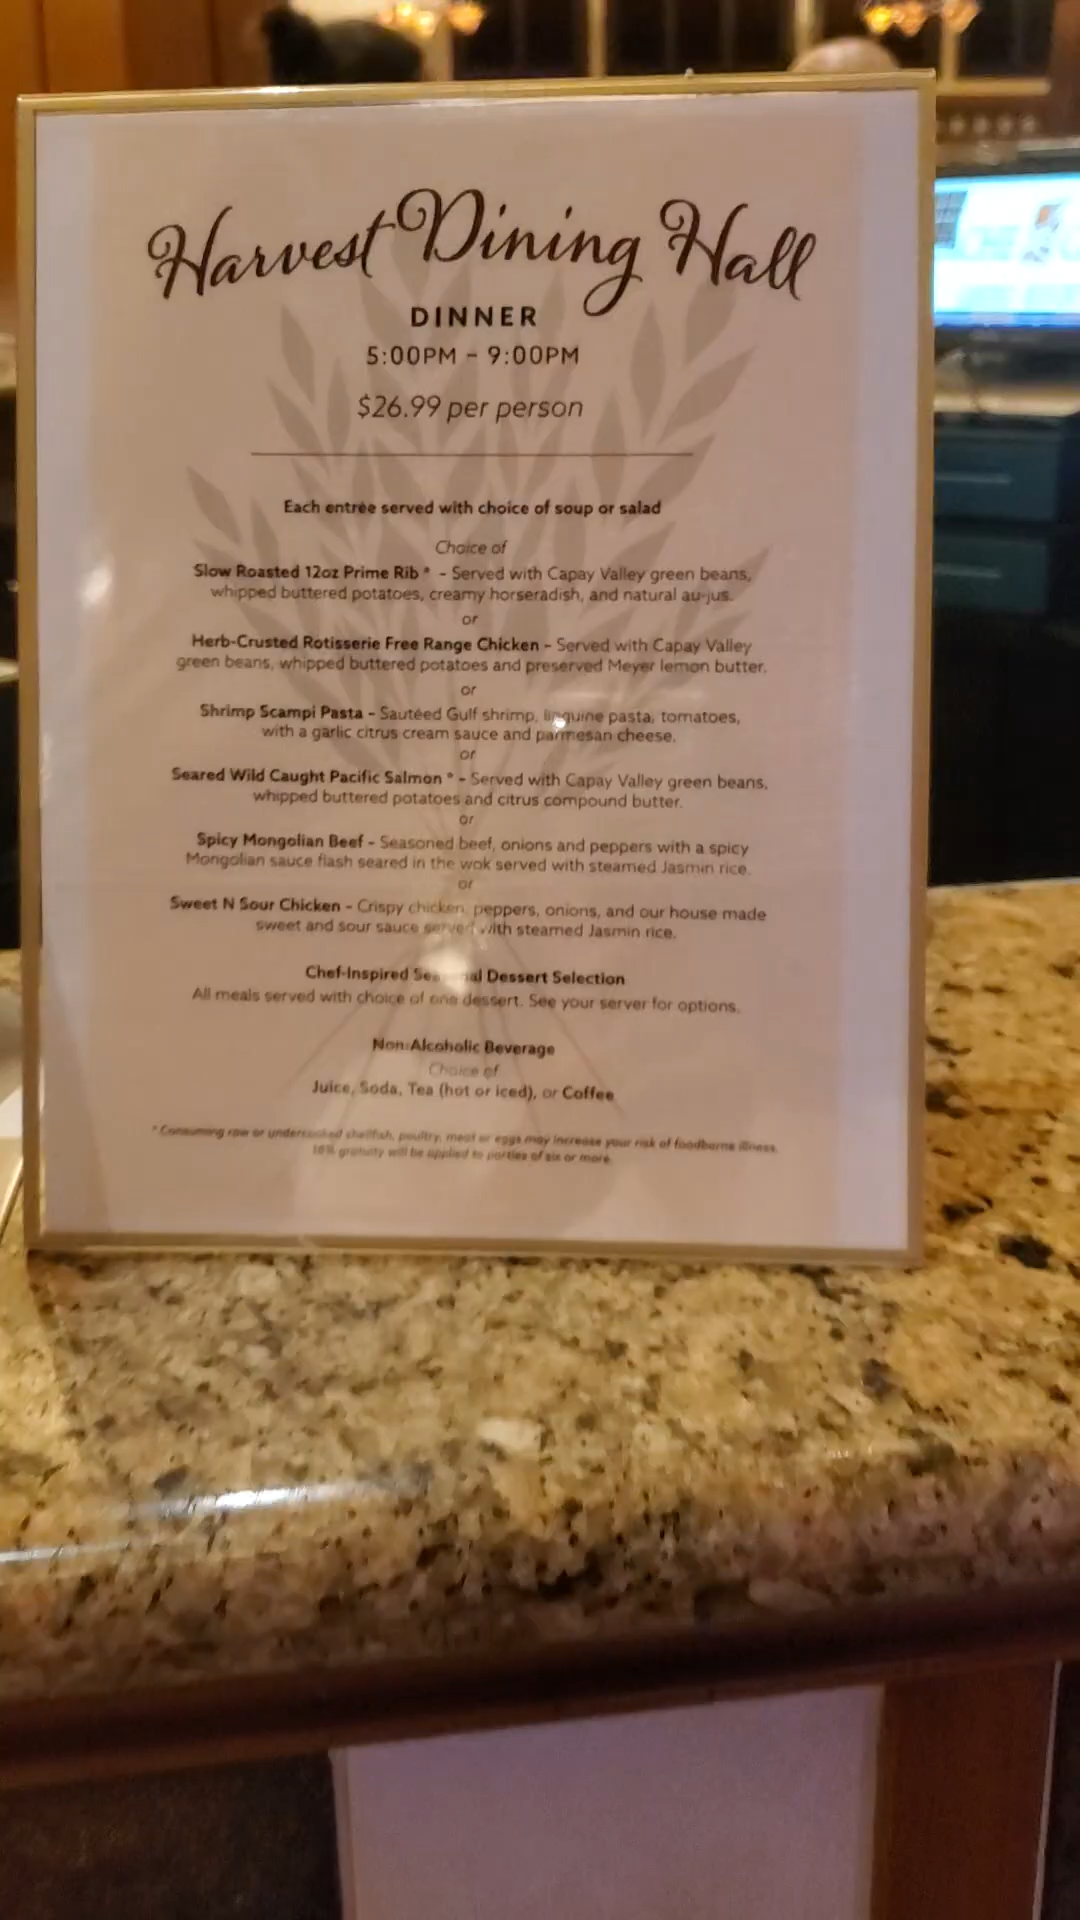 Harvest Dining Hall
DINNER
5:00PM - 9:00PM
$26.99 per person
Each entrée served with choice of soup or salad
Choice of
Slow Roasted 12oz Prime Rib * - Served with Capay Valley green beans,
whipped buttered potatoes, creamy horseradish, and natural au-jus.
or
Herb-Crusted Rotisserie Free Range Chicken - Served with Capay Valley
green beans, whipped buttered potatoes and preserved Meyer lemon butter.
or
Shrimp Scampi Pasta - Sautéed Gulf shrimp, linguine pasta, tomatoes,
with a garlic citrus cream sauce and parmesan cheese.
or
Seared Wild Caught Pacific Salmon * - Served with Capay Valley green beans,
whipped buttered potatoes and citrus compound butter.
or
Spicy Mongolian Beef - Seasoned beef, onions and peppers with a spicy
Mongolian sauce flash seared in the wok served with steamed Jasmin rice.
or
Sweet N Sour Chicken - Crispy chicken, peppers, onions, and our house made
sweet and sour sauce served with steamed Jasmin rice.
Chef-Inspired Seasonal Dessert Selection
All meals served with choice of one dessert. See your server for options.
Non-Alcoholic Beverage
Choice of
Juice, Soda, Tea (hot or iced), or Coffee
* Consuming raw or undercooked shellfish, poultry, meat or eggs may increase your risk of foodborne illness.
18% gratuity will be applied to parties of six or more.